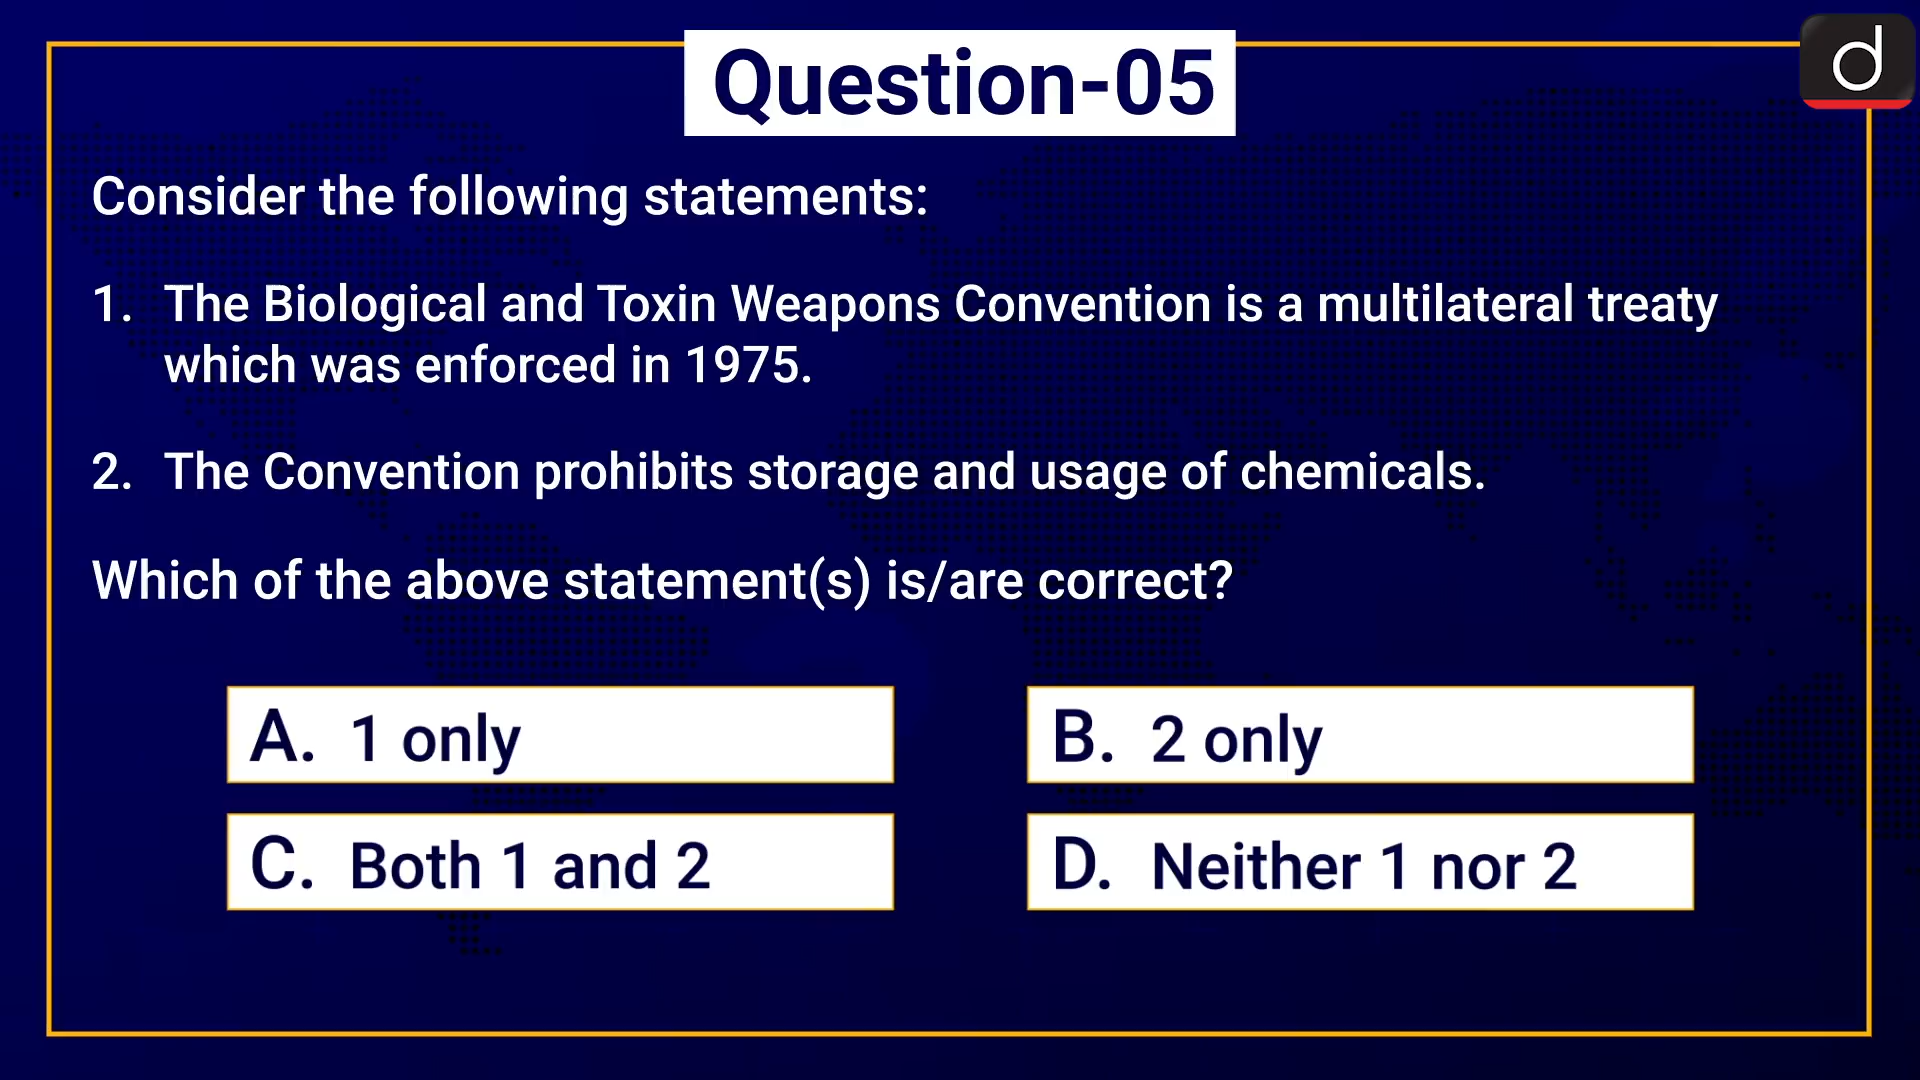 Question-05
d
Consider the following statements:
1. The Biological and Toxin Weapons Convention is a multilateral treaty
which was enforced in 1975.
2. The Convention prohibits storage and usage of chemicals.
Which of the above statement(s) is/are correct?
A. 1 only
B. 2 only
C. Both 1 and 2
D. Neither 1 nor 2